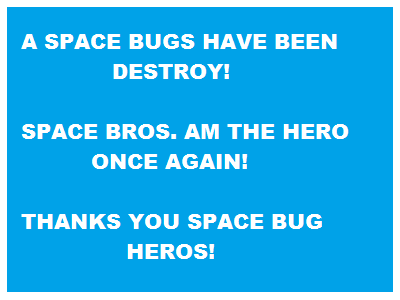 A SPACE BUGS HAVE BEEN
DESTROY!
SPACE BROS. AM THE HERO
ONCE AGAIN!
THANKS YOU SPACE BUG
HEROS!